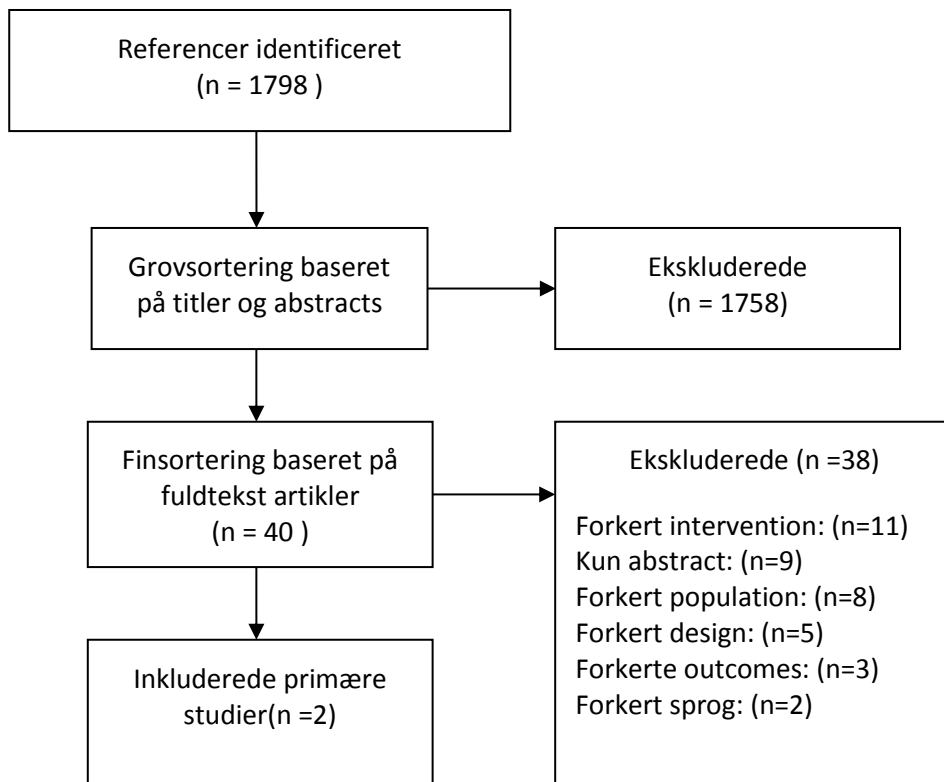 Referencer identificeret
(n = 1798 )
Grovsortering baseret
på titler og abstracts
Ekskluderede
(n = 1758)
Finsortering baseret på
fuldtekst artikler
(n = 40 )
Ekskluderede (n =38)
Forkert intervention: (n=11)
Kun abstract: (n=9)
Forkert population: (n=8)
Forkert design: (n=5)
Forkerte outcomes: (n=3)
Forkert sprog: (n=2)
Inkluderede primære
studier(n =2)